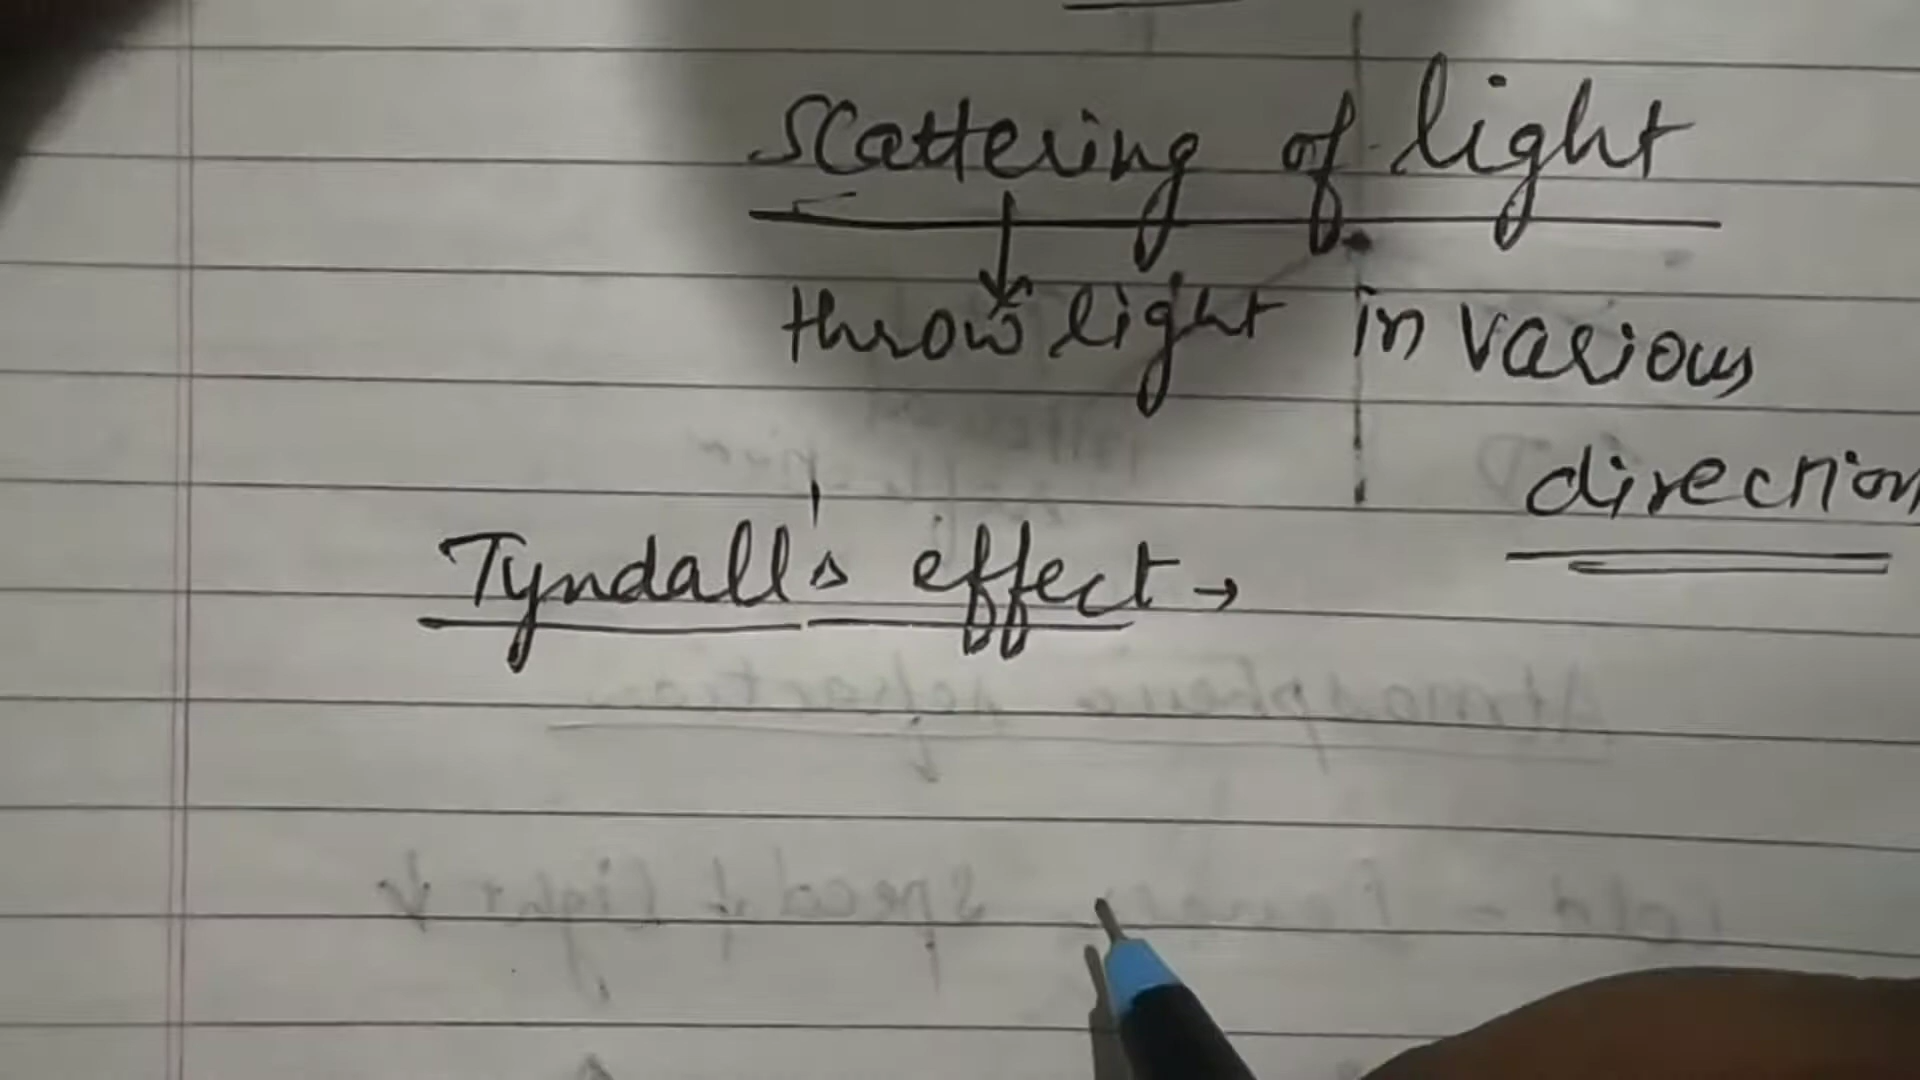 Scattering of light
throw light in various
direction
Tyndall's effect →